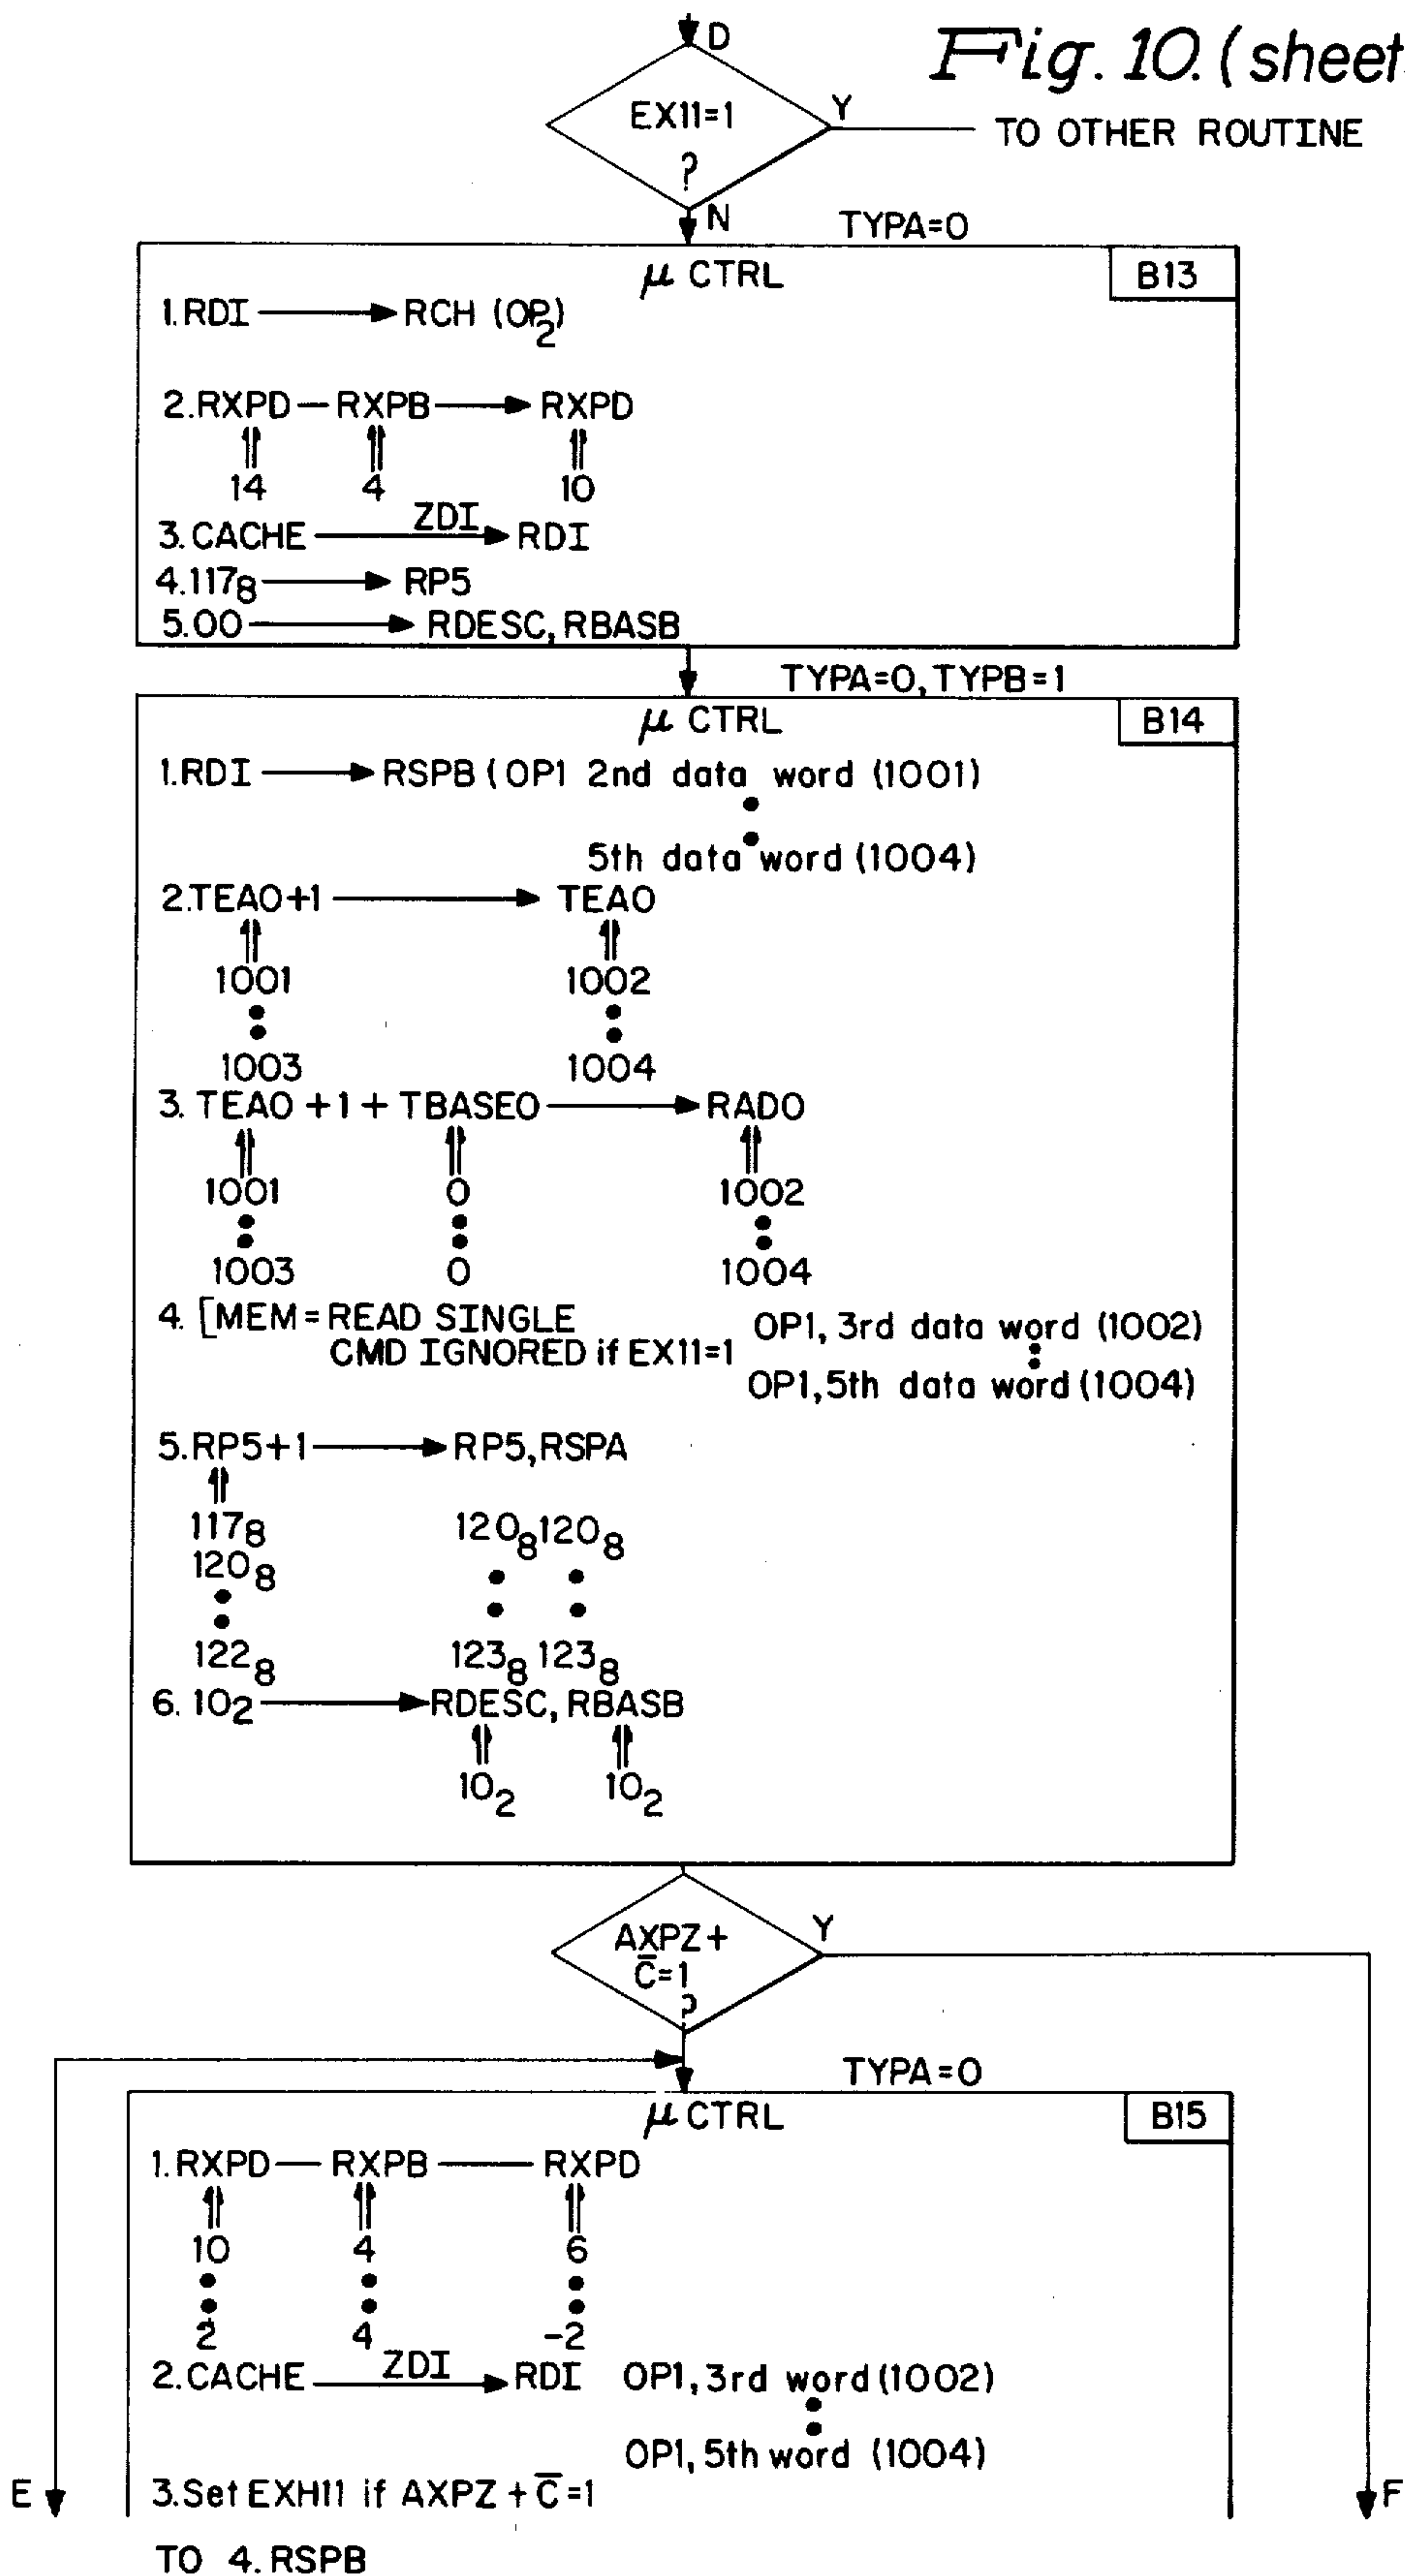 D
Fig. 10. (sheet
EX11=1
?
Y
TO OTHER ROUTINE
N
TYPA=0
μ CTRL
B13
1.RDI RCH (OP2)
2.RXPD — RXPB RXPD
14 4 10
3.CACHE ZDI RDI
4.1178 RP5
5.00 RDESC, RBASB
TYPA=0, TYPB=1
μ CTRL
B14
1.RDI RSPB (OP1 2nd data word (1001)
5th data word (1004)
2.TEA0+1 TEA0
1001 1002
1003 1004
3. TEA0 +1 + TBASE0 RADO
1001 0 1002
1003 0 1004
4. [MEM = READ SINGLE OP1, 3rd data word (1002)
CMD IGNORED if EX11=1
OP1, 5th data word (1004)
5.RP5+1 RP5, RSPA
1178 1208 1208
1208
1228 1238 1238
6. 102 RDESC, RBASB
102 102
AXPZ+
C̅=1
?
Y
TYPA=0
μ CTRL
B15
1.RXPD — RXPB — RXPD
10 4 6
2 4 -2
2.CACHE ZDI RDI OP1, 3rd word (1002)
OP1, 5th word (1004)
3.Set EXH11 if AXPZ + C̅ =1
E
F
TO 4. RSPB